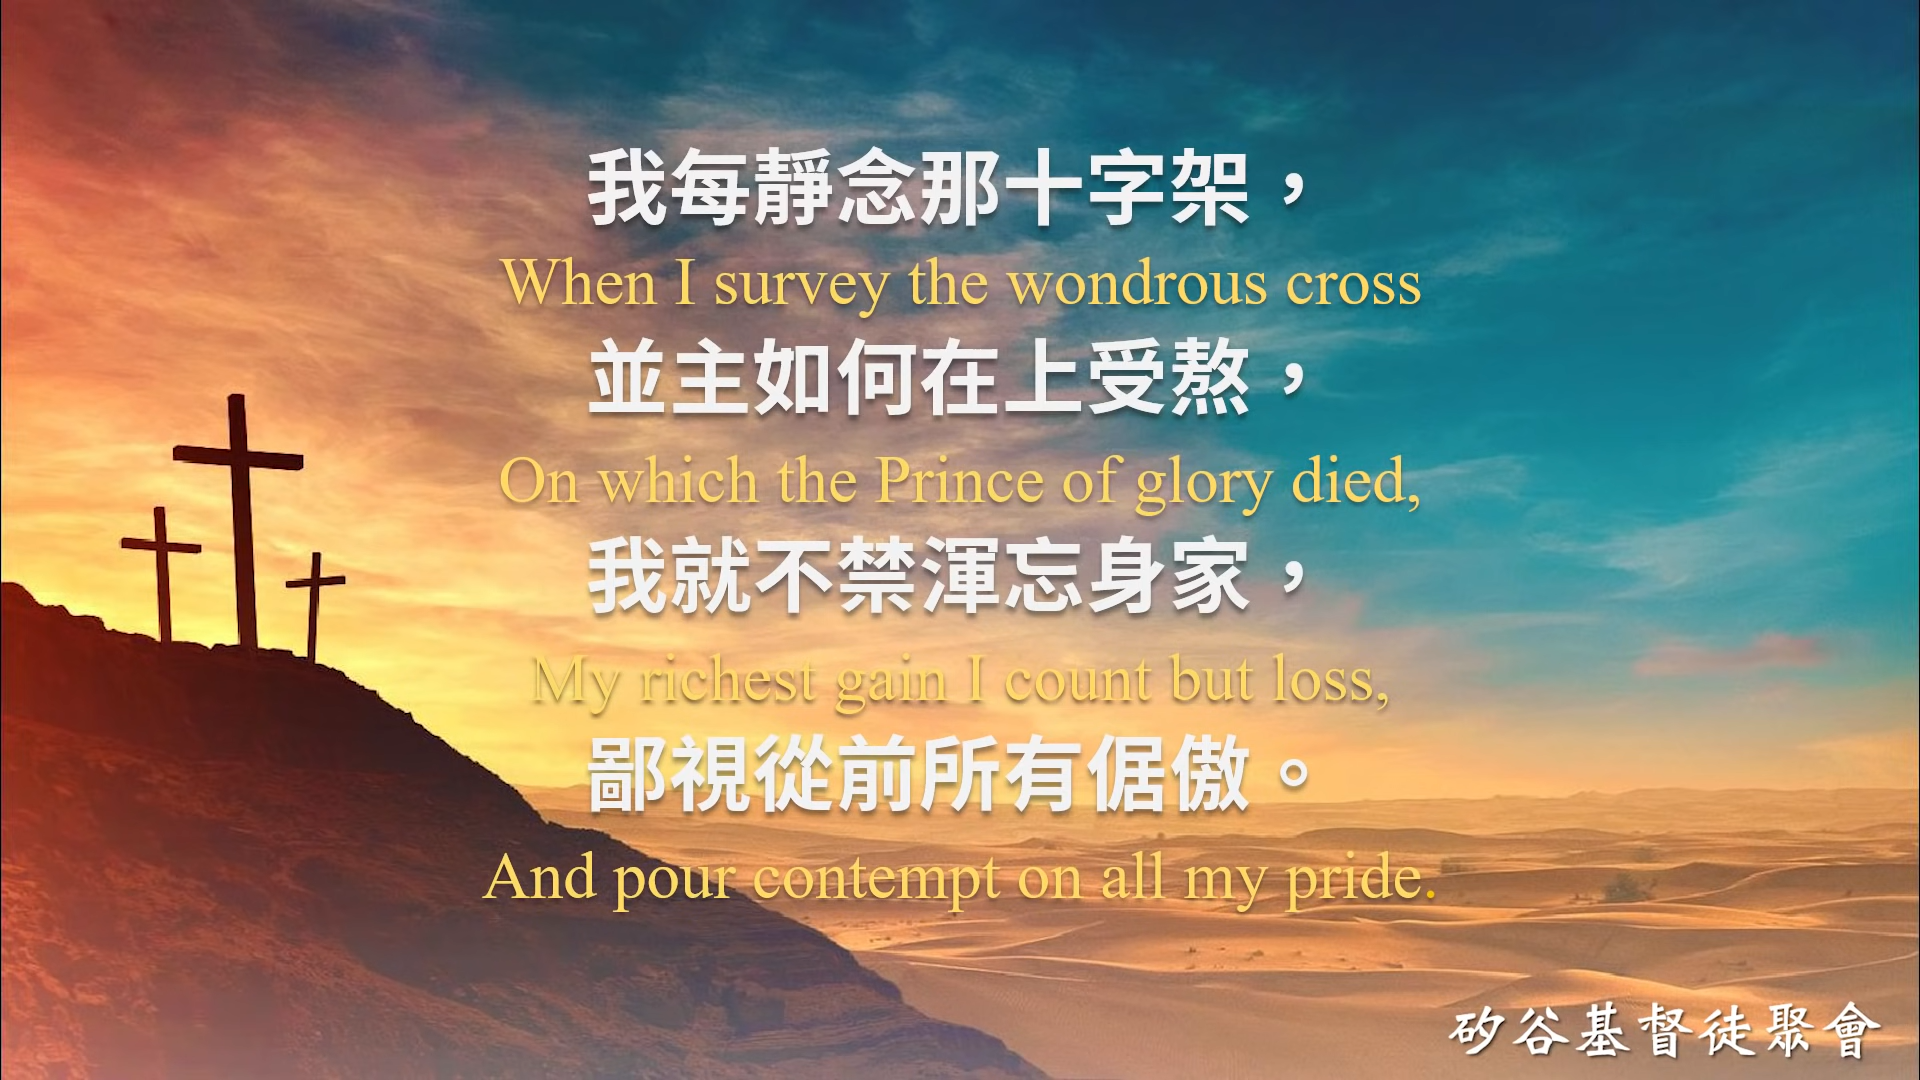 我每靜念那十字架，
When I survey the wondrous cross
並主如何在上受熬，
On which the Prince of glory died,
我就不禁渾忘身家，
My richest gain I count but loss,
鄙視從前所有倨傲。
And pour contempt on all my pride.
矽谷基督徒聚會